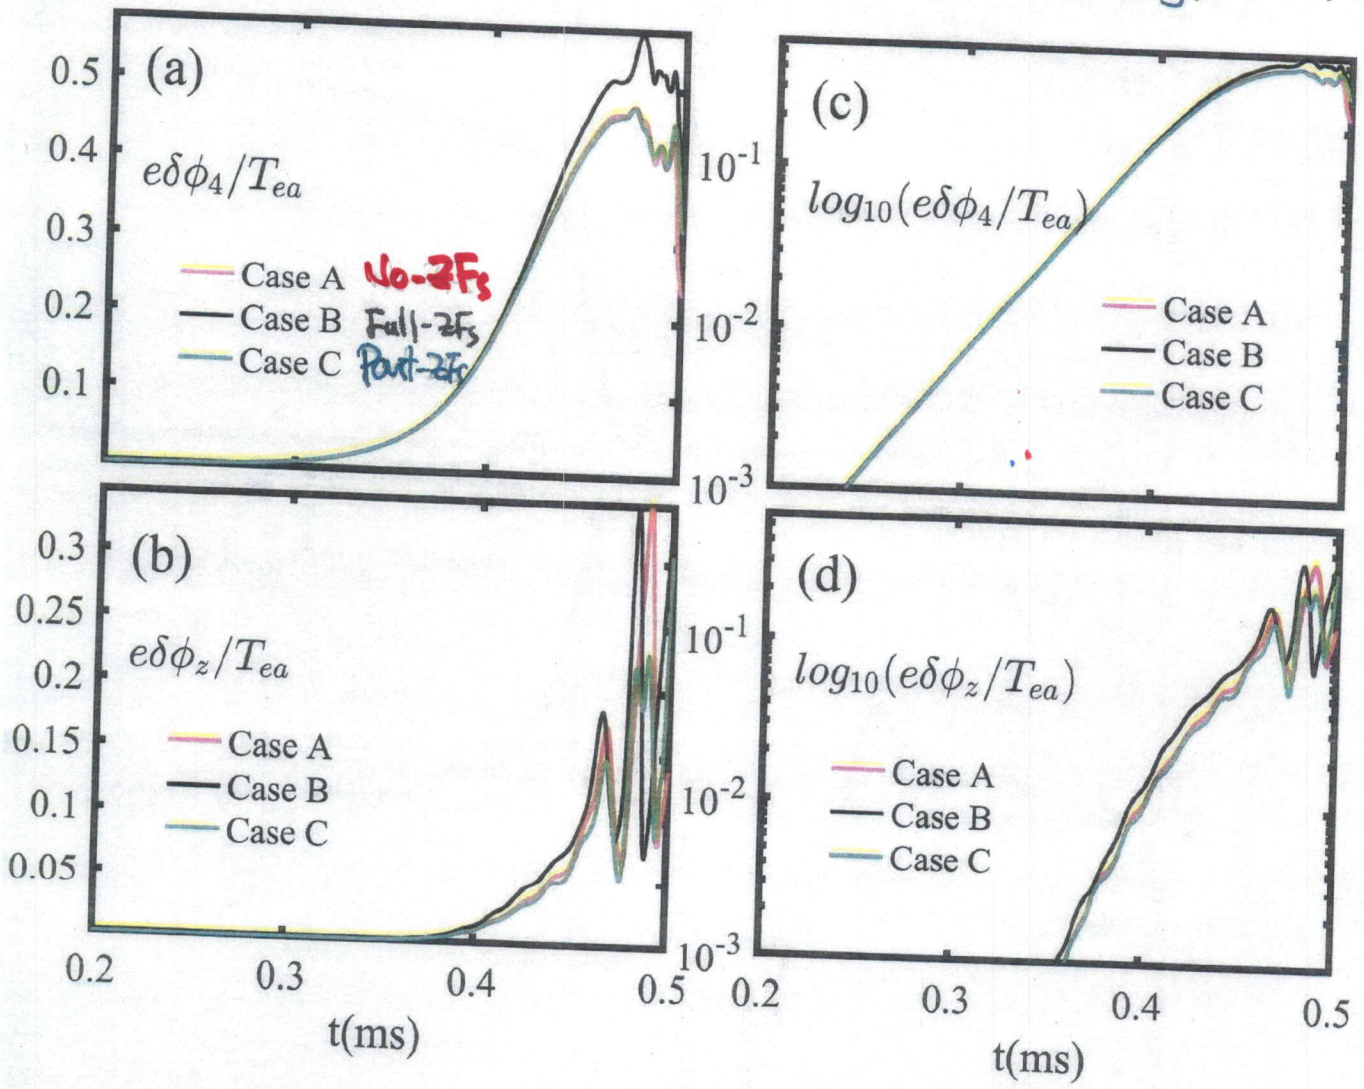 (a)
0.5
0.4
0.3
0.2
0.1
eδϕ₄/Tₑₐ
Case A No-ZFs
Case B Full-ZFs
Case C Part-ZFs
(c)
10⁻¹
10⁻²
10⁻³
log₁₀(eδϕ₄/Tₑₐ)
Case A
Case B
Case C
(b)
0.3
0.25
0.2
0.15
0.1
0.05
eδϕ_z/Tₑₐ
Case A
Case B
Case C
0.2 0.3 0.4 0.5
t(ms)
(d)
10⁻¹
10⁻²
10⁻³
log₁₀(eδϕ_z/Tₑₐ)
Case A
Case B
Case C
0.2 0.3 0.4 0.5
t(ms)